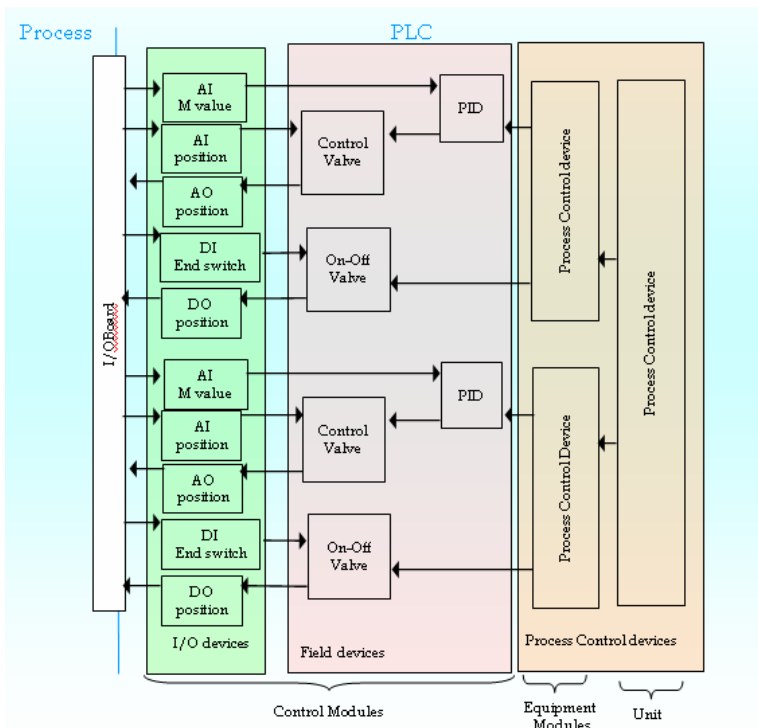 Process
PLC
I/OBoard
AI
M value
AI
position
AO
position
DI
End switch
DO
position
AI
M value
AI
position
AO
position
DI
End switch
DO
position
I/O devices
PID
Control
Valve
On-Off
Valve
PID
Control
Valve
On-Off
Valve
Field devices
Process Control device
Process Control Device
Process Control device
Process Control devices
Control Modules
Equipment
Modules
Unit